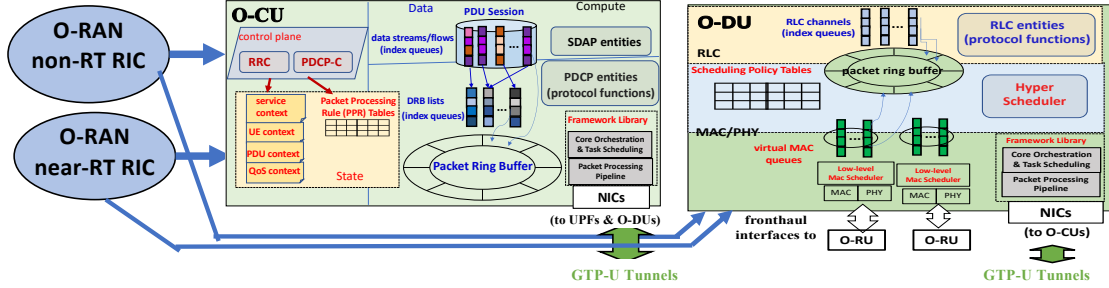 O-RAN
non-RT RIC
O-RAN
near-RT RIC
O-CU
control plane
RRC
PDCP-C
service
context
UE context
PDU context
QoS context
Packet Processing
Rule (PPR) Tables
State
Data
PDU Session
data streams/flows
(index queues)
DRB lists
(index queues)
Packet Ring Buffer
Compute
SDAP entities
PDCP entities
(protocol functions)
Framework Library
Core Orchestration
& Task Scheduling
Packet Processing
Pipeline
NICs
(to UPFs & O-DUs)
GTP-U Tunnels
O-DU
RLC channels
(index queues)
RLC entities
(protocol functions)
RLC
packet ring buffer
Scheduling Policy Tables
Hyper
Scheduler
MAC/PHY
virtual MAC
queues
Low-level
Mac Scheduler
MAC
PHY
Low-level
Mac Scheduler
MAC
PHY
Framework Library
Core Orchestration
& Task Scheduling
Packet Processing
Pipeline
NICs
(to O-CUs)
fronthaul
interfaces to
O-RU
O-RU
GTP-U Tunnels